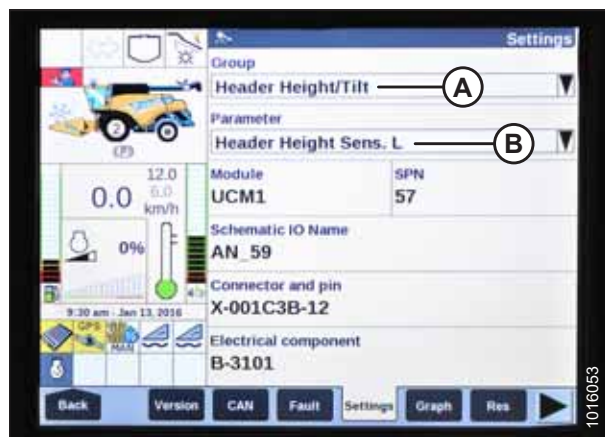 Settings
Group
Header Height/Tilt
A
Parameter
Header Height Sens. L
B
Module
SPN
UCM1
57
Schematic IO Name
AN_59
Connector and pin
X-001C3B-12
Electrical component
B-3101
2
(P)
12.0
0.0
6.0
km/h
0%
9:30 am - Jan 13, 2016
GPS
MAN
Back
Version
CAN
Fault
Settings
Graph
Res
1016053